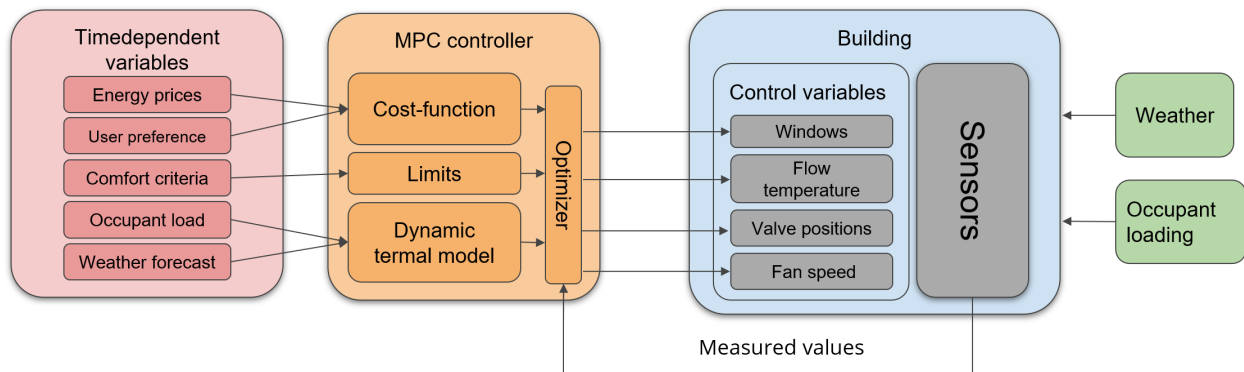 Timedependent
variables
Energy prices
User preference
Comfort criteria
Occupant load
Weather forecast
MPC controller
Cost-function
Limits
Dynamic
termal model
Optimizer
Building
Control variables
Windows
Flow
temperature
Valve positions
Fan speed
Sensors
Weather
Occupant
loading
Measured values